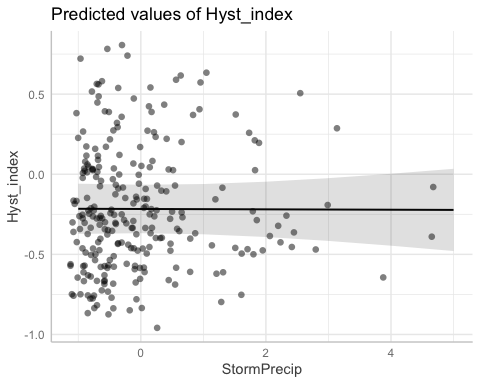 Predicted values of Hyst_index
Hyst_index
0.5
0.0
-0.5
-1.0
0
2
4
StormPrecip